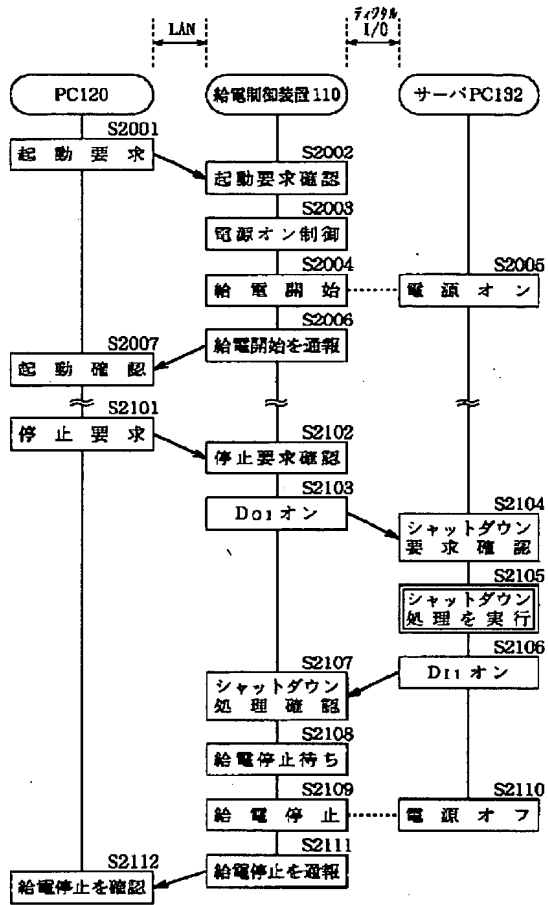 LAN
ディジタル
I/O
PC120
給電制御装置110
サーバPC132
S2001
起動要求
S2002
起動要求確認
S2003
電源オン制御
S2004
給電開始
S2005
電源オン
S2006
給電開始を通報
S2007
起動確認
S2101
停止要求
S2102
停止要求確認
S2103
DO1オン
S2104
シャットダウン
要求確認
S2105
シャットダウン
処理を実行
S2106
DI1オン
S2107
シャットダウン
処理確認
S2108
給電停止待ち
S2109
給電停止
S2110
電源オフ
S2111
給電停止を通報
S2112
給電停止を確認